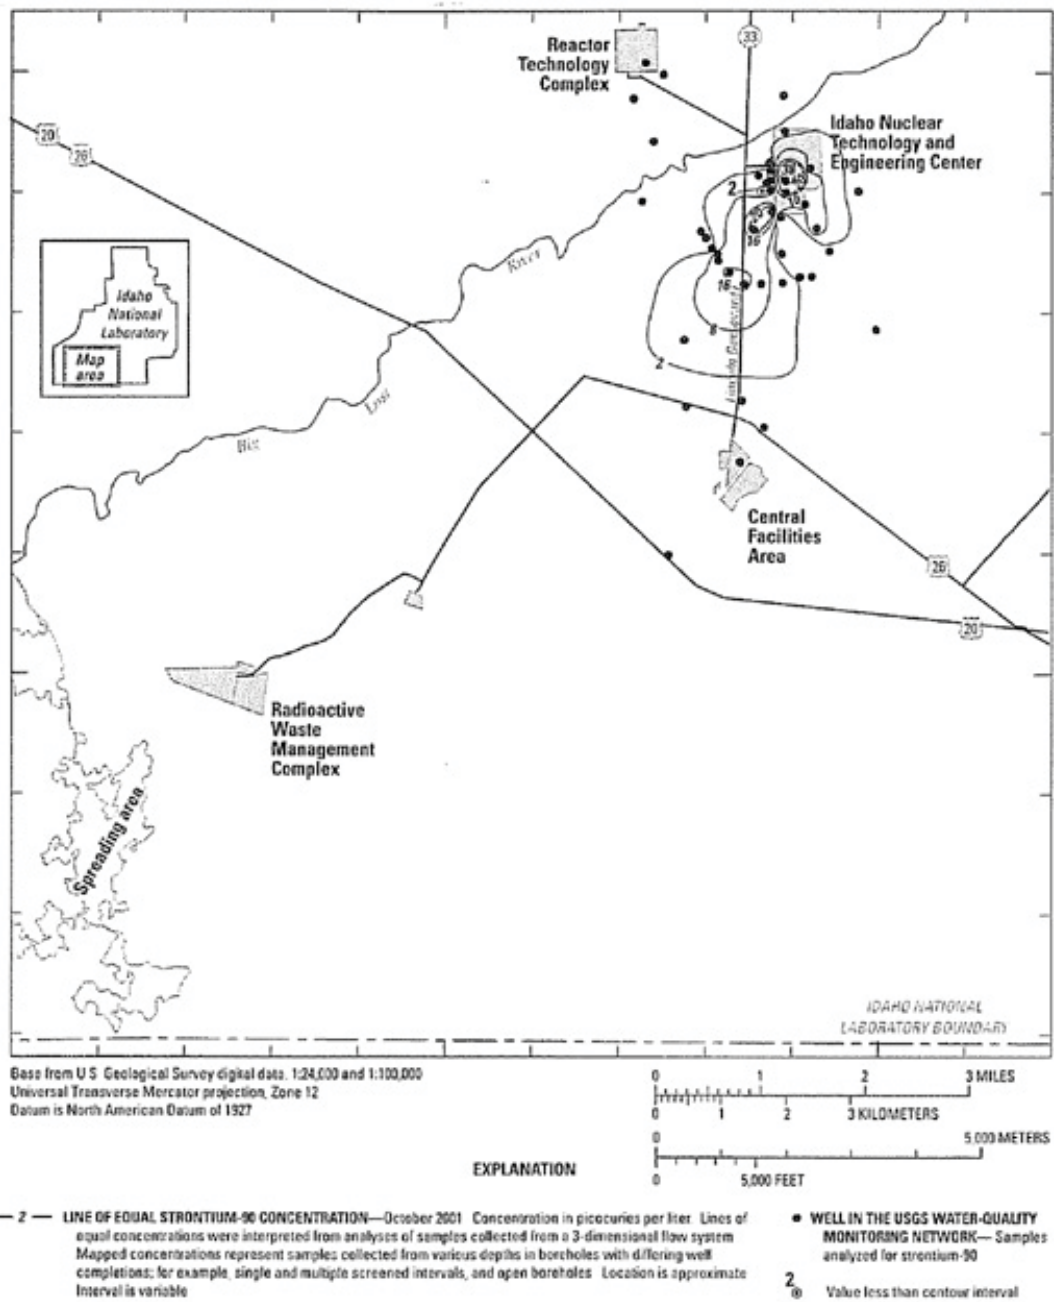 Reactor
Technology
Complex
33
Idaho Nuclear
Technology and
Engineering Center
20
26
2
10
16
River
Idaho
National
Laboratory
Map
area
16
2
Lincoln Boulevard
Lost
Big
Central
Facilities
Area
26
20
Radioactive
Waste
Management
Complex
Spreading area
IDAHO NATIONAL
LABORATORY BOUNDARY
Base from U S Geological Survey digital data, 1:24,000 and 1:100,000
Universal Transverse Mercator projection, Zone 12
Datum is North American Datum of 1927
0 1 2 3 MILES
0 1 2 3 KILOMETERS
0 5,000 METERS
0 5,000 FEET
EXPLANATION
— 2 — LINE OF EQUAL STRONTIUM-90 CONCENTRATION—October 2001 Concentration in picocuries per liter Lines of
equal concentrations were interpreted from analyses of samples collected from a 3-dimensional flow system
Mapped concentrations represent samples collected from various depths in boreholes with differing well
completions; for example, single and multiple screened intervals, and open boreholes Location is approximate
Interval is variable
WELL IN THE USGS WATER-QUALITY
MONITORING NETWORK— Samples
analyzed for strontium-90
2
Value less than contour interval